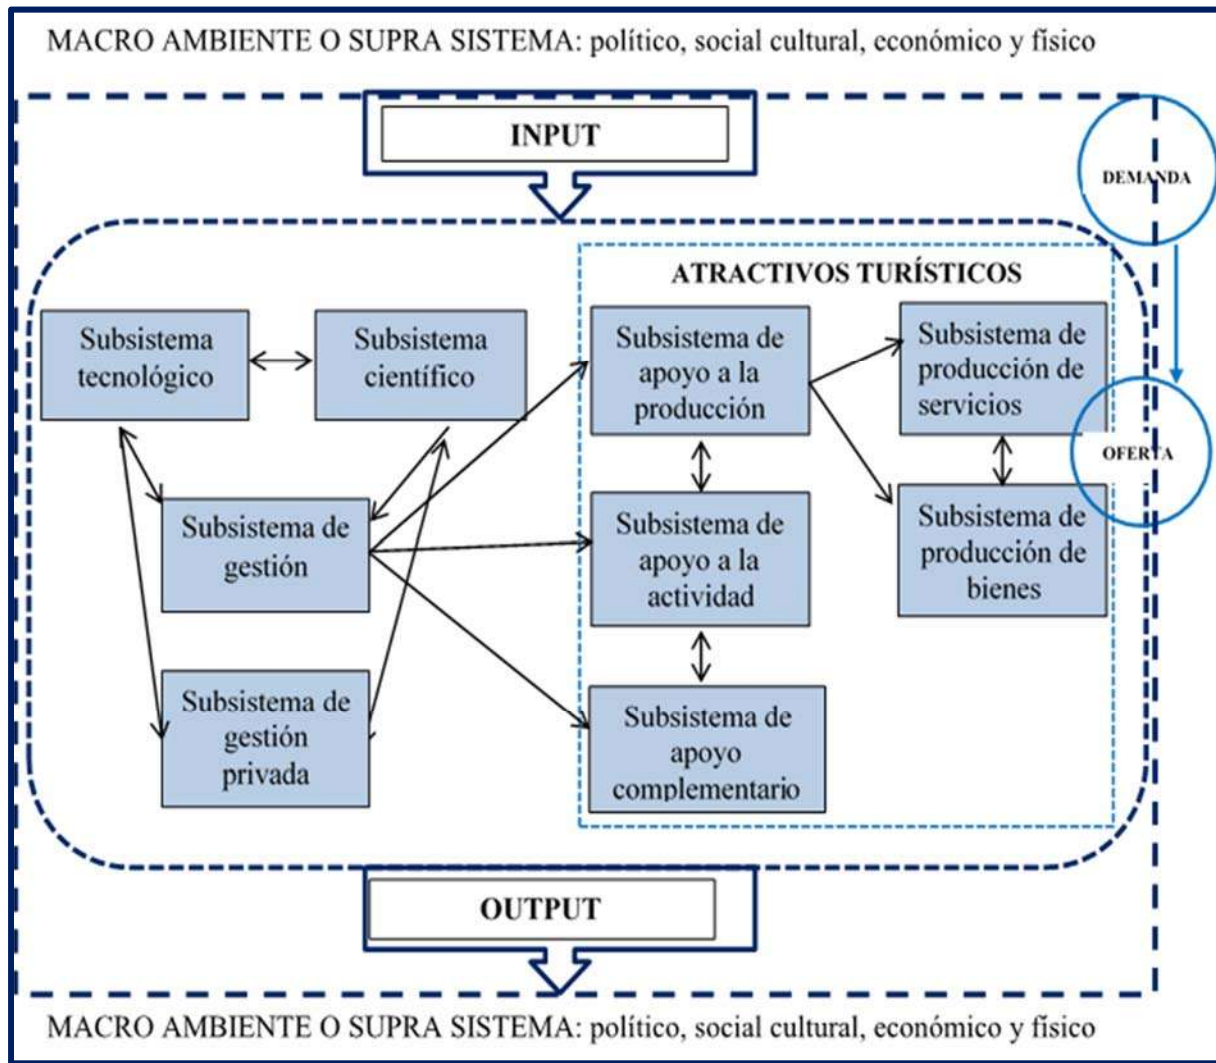 MACRO AMBIENTE O SUPRA SISTEMA: político, social cultural, económico y físico
INPUT
DEMANDA
ATRACTIVOS TURÍSTICOS
Subsistema
tecnológico
Subsistema
científico
Subsistema de
apoyo a la
producción
Subsistema de
producción de
servicios
OFERTA
Subsistema de
gestión
Subsistema de
apoyo a la
actividad
Subsistema de
producción de
bienes
Subsistema de
gestión
privada
Subsistema de
apoyo
complementario
OUTPUT
MACRO AMBIENTE O SUPRA SISTEMA: político, social cultural, económico y físico